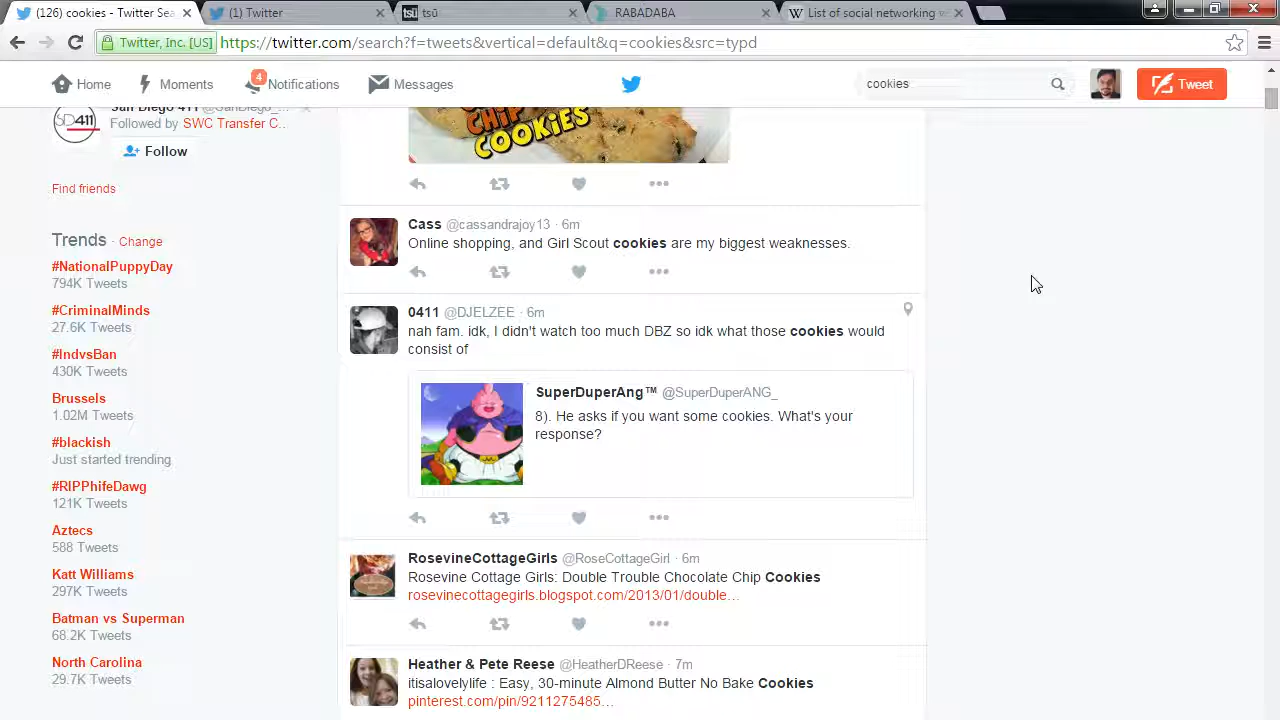 (126) cookies - Twitter Sea
(1) Twitter
tsū
RABADABA
List of social networking w
Twitter, Inc. [US]
https://twitter.com/search?f=tweets&vertical=default&q=cookies&src=typd
Home
Moments
4
Notifications
Messages
cookies
Tweet
San Diego 411 @SanDiego_...
SD411
Followed by SWC Transfer C..
Follow
Find friends
Trends · Change
#NationalPuppyDay
794K Tweets
#CriminalMinds
27.6K Tweets
#IndvsBan
430K Tweets
Brussels
1.02M Tweets
#blackish
Just started trending
#RIPPhifeDawg
121K Tweets
Aztecs
588 Tweets
Katt Williams
297K Tweets
Batman vs Superman
68.2K Tweets
North Carolina
29.7K Tweets
CHIP
COOKIES
Cass @cassandrajoy13 · 6m
Online shopping, and Girl Scout cookies are my biggest weaknesses.
0411 @DJELZEE · 6m
nah fam. idk, I didn't watch too much DBZ so idk what those cookies would
consist of
SuperDuperAng™ @SuperDuperANG_
8). He asks if you want some cookies. What's your
response?
RosevineCottageGirls @RoseCottageGirl · 6m
Rosevine Cottage Girls: Double Trouble Chocolate Chip Cookies
rosevinecottagegirls.blogspot.com/2013/01/double...
Heather & Pete Reese @HeatherDReese · 7m
itisalovelylife : Easy, 30-minute Almond Butter No Bake Cookies
pinterest.com/pin/9211275485...